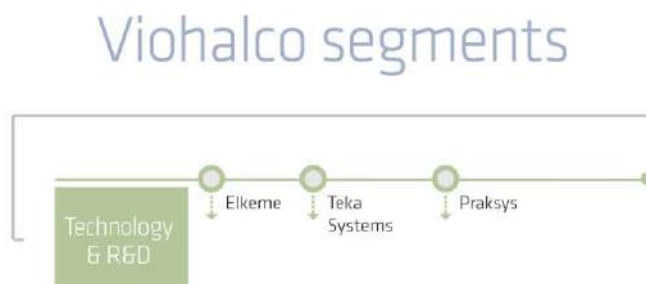 Viohalco segments
Elkeme
Teka
Systems
Praksys
Technology
& R&D